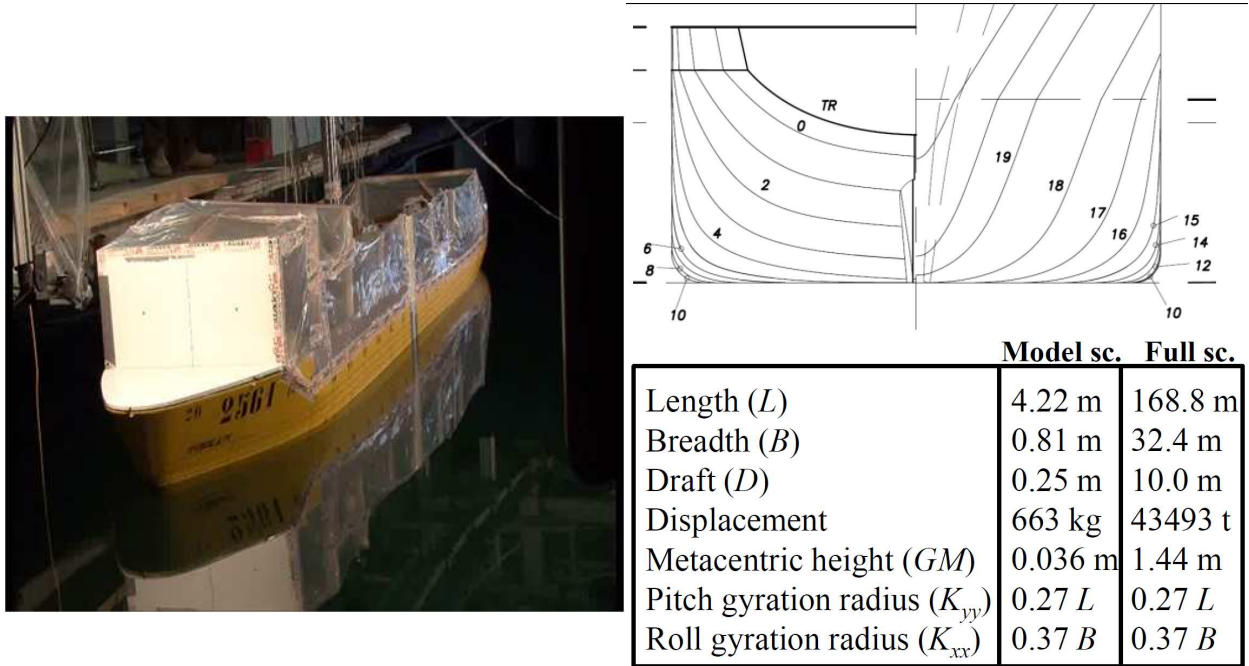 20 2561
TR
0
19
2
18
4
17
16
15
6
14
8
12
10
10
Model sc. Full sc.
Length (L) 4.22 m 168.8 m
Breadth (B) 0.81 m 32.4 m
Draft (D) 0.25 m 10.0 m
Displacement 663 kg 43493 t
Metacentric height (GM) 0.036 m 1.44 m
Pitch gyration radius (Kyy) 0.27 L 0.27 L
Roll gyration radius (Kxx) 0.37 B 0.37 B